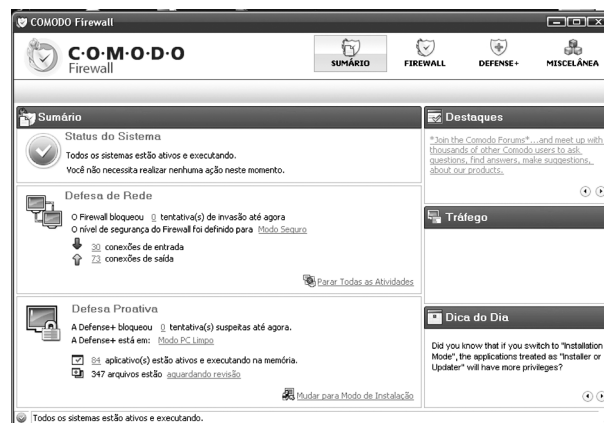 COMODO Firewall
C·O·M·O·D·O
Firewall
SUMÁRIO
FIREWALL
DEFENSE+
MISCELÂNEA
Sumário
Status do Sistema
Todos os sistemas estão ativos e executando.
Você não necessita realizar nenhuma ação neste momento.
Defesa de Rede
O Firewall bloqueou 0 tentativa(s) de invasão até agora
O nível de segurança do Firewall foi definido para Modo Seguro
30 conexões de entrada
73 conexões de saída
Parar Todas as Atividades
Defesa Proativa
A Defense+ bloqueou 0 tentativa(s) suspeitas até agora.
A Defense+ está em: Modo PC Limpo
84 aplicativo(s) estão ativos e executando na memória.
347 arquivos estão aguardando revisão
Mudar para Modo de Instalação
Destaques
"Join the Comodo Forums"...and meet up with
thousands of other Comodo users to ask
questions, find answers, make suggestions,
about our products.
Tráfego
Dica do Dia
Did you know that if you switch to "Installation
Mode", the applications treated as "Installer or
Updater" will have more privileges?
Todos os sistemas estão ativos e executando.